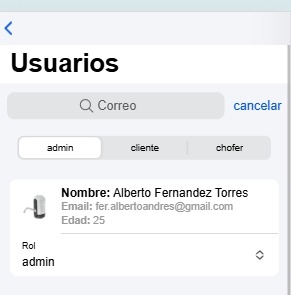 Usuarios
Correo cancelar
admin cliente chofer
Nombre: Alberto Fernandez Torres
Email: fer.albertoandres@gmail.com
Edad: 25
Rol
admin